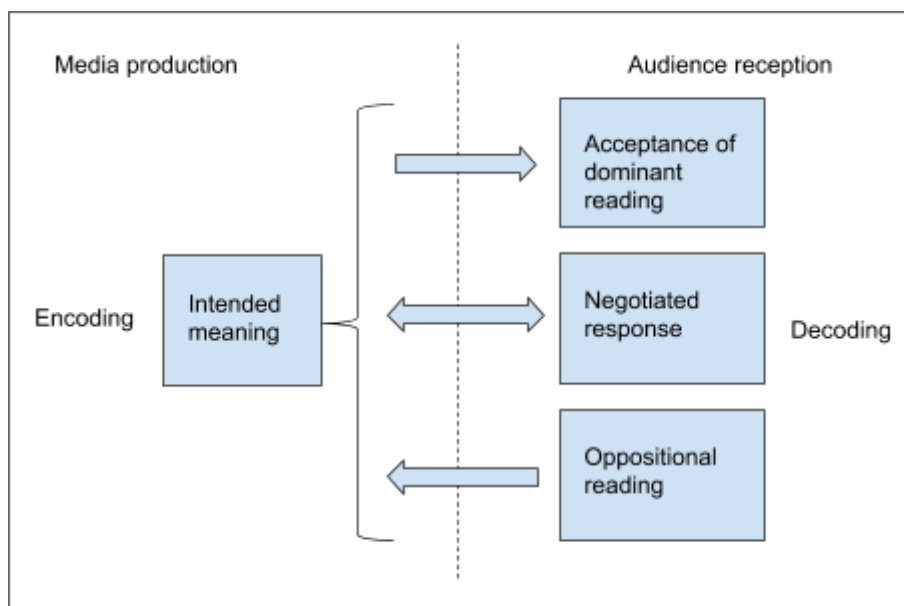 Media production
Audience reception
Acceptance of
dominant
reading
Encoding
Intended
meaning
Negotiated
response
Decoding
Oppositional
reading